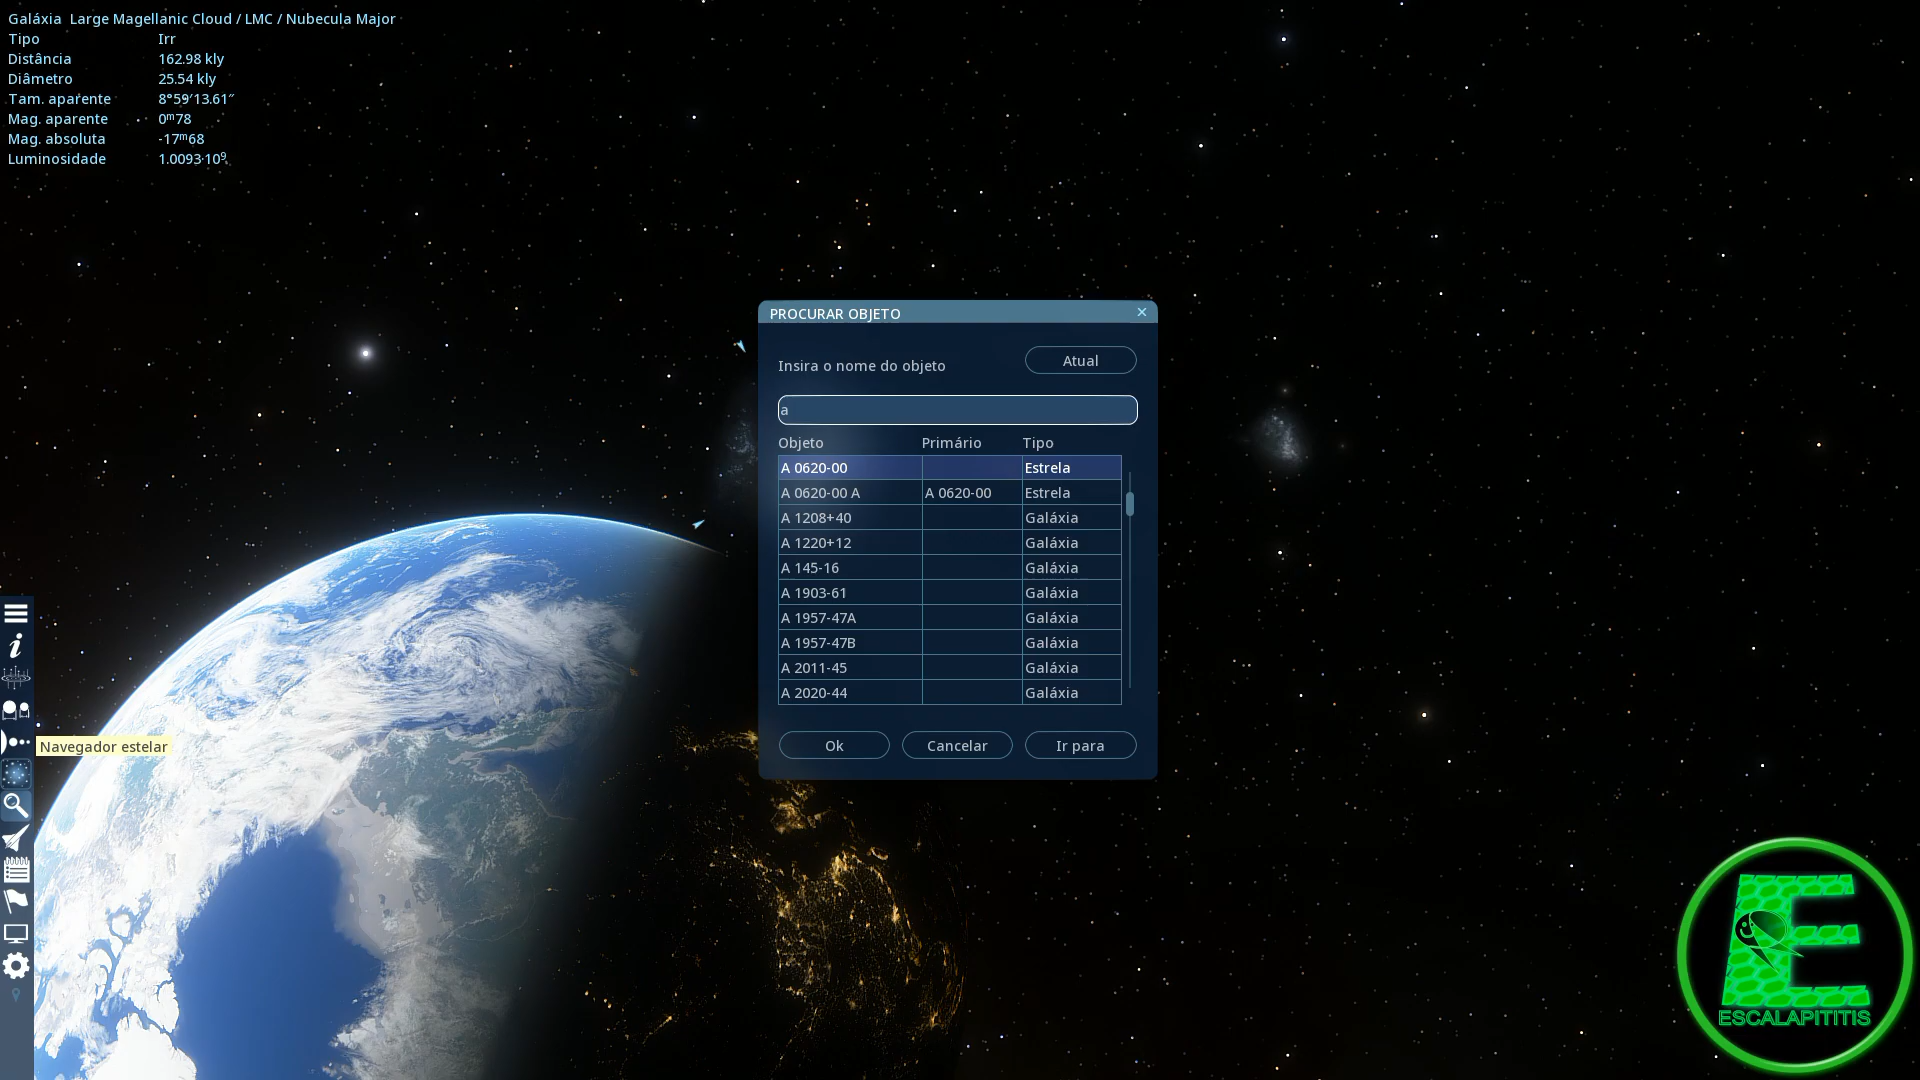 Galáxia Large Magellanic Cloud / LMC / Nubecula Major
Tipo Irr
Distância 162.98 kly
Diâmetro 25.54 kly
Tam. aparente 8°59′13.61″
Mag. aparente 0ᵐ78
Mag. absoluta -17ᵐ68
Luminosidade 1.0093·10⁹
PROCURAR OBJETO
Insira o nome do objeto
Atual
a
Objeto Primário Tipo
A 0620-00 Estrela
A 0620-00 A A 0620-00 Estrela
A 1208+40 Galáxia
A 1220+12 Galáxia
A 145-16 Galáxia
A 1903-61 Galáxia
A 1957-47A Galáxia
A 1957-47B Galáxia
A 2011-45 Galáxia
A 2020-44 Galáxia
Ok Cancelar Ir para
Navegador estelar
E
ESCALAPITITIS